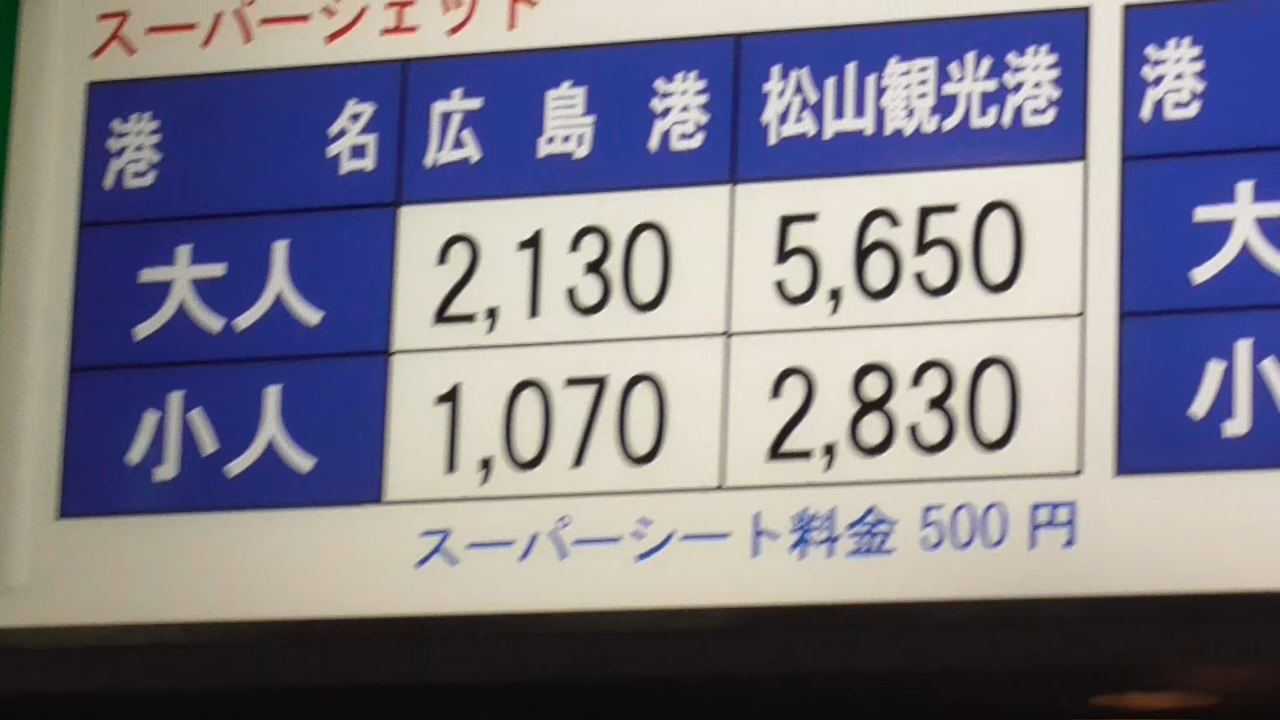 スーパージェット
港名 広島港 松山観光港 港
大人 2,130 5,650 大
小人 1,070 2,830 小
スーパーシート料金 500 円